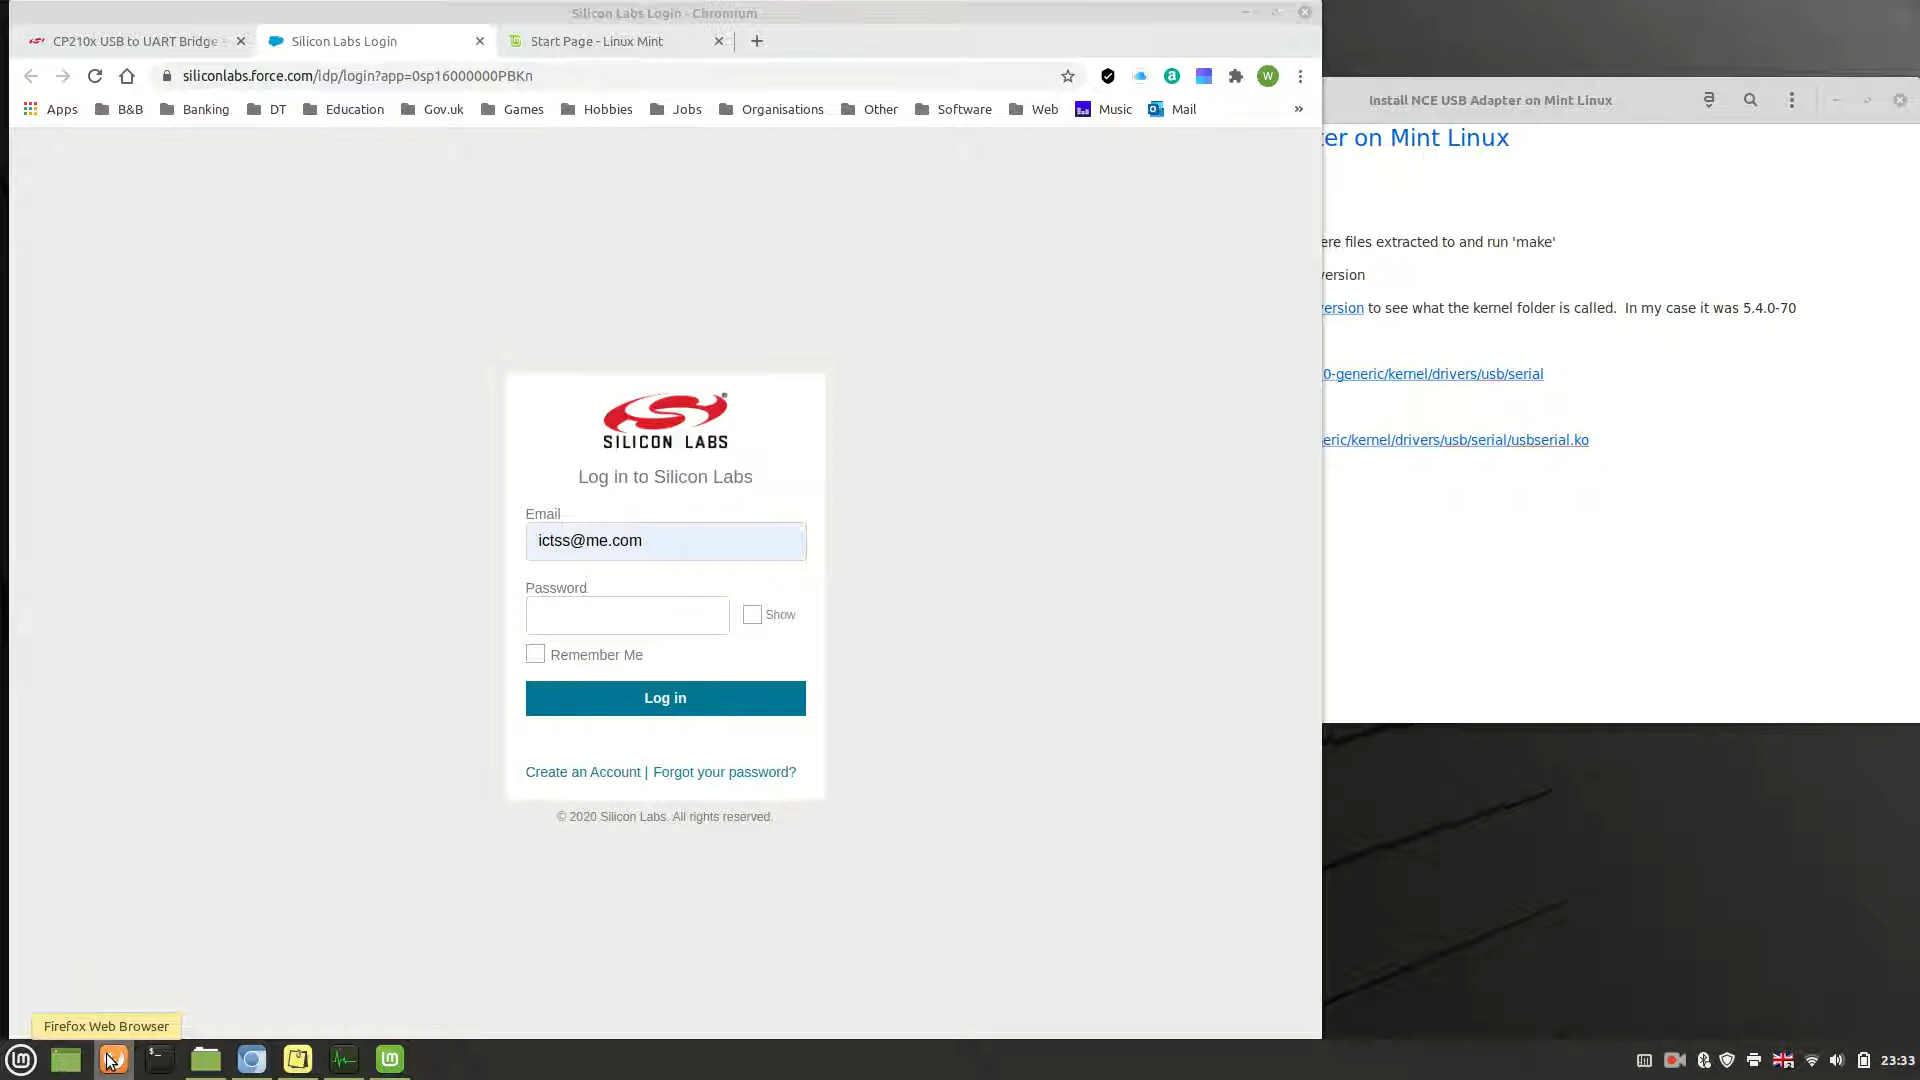 Silicon Labs Login - Chromium
CP210x USB to UART Bridge
Silicon Labs Login
Start Page - Linux Mint
siliconlabs.force.com/idp/login?app=0sp16000000PBKn
W
Apps
B&B
Banking
DT
Education
Gov.uk
Games
Hobbies
Jobs
Organisations
Other
Software
Web
Music
Mail
»
SILICON LABS
Log in to Silicon Labs
Email
ictss@me.com
Password
Show
Remember Me
Log in
Create an Account | Forgot your password?
© 2020 Silicon Labs. All rights reserved.
Install NCE USB Adapter on Mint Linux
er on Mint Linux
ere files extracted to and run 'make'
version
version to see what the kernel folder is called. In my case it was 5.4.0-70
0-generic/kernel/drivers/usb/serial
eric/kernel/drivers/usb/serial/usbserial.ko
Firefox Web Browser
23:33